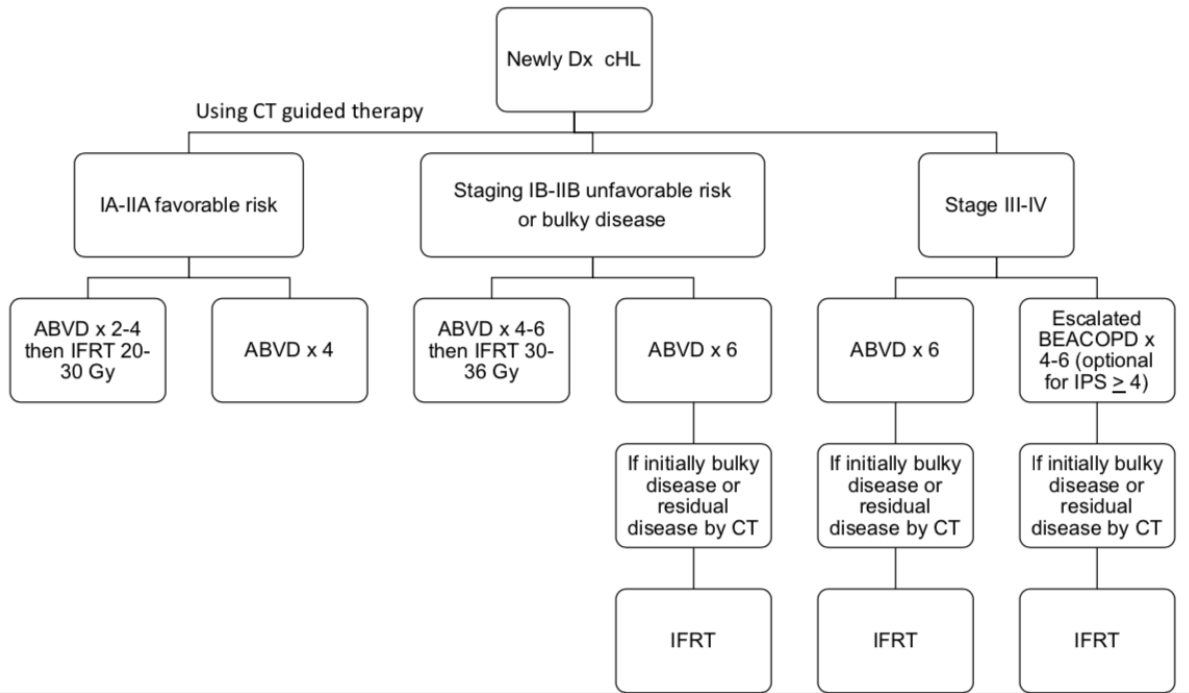 Newly Dx cHL
Using CT guided therapy
IA-IIA favorable risk
Staging IB-IIB unfavorable risk
or bulky disease
Stage III-IV
ABVD x 2-4
then IFRT 20-
30 Gy
ABVD x 4
ABVD x 4-6
then IFRT 30-
36 Gy
ABVD x 6
ABVD x 6
Escalated
BEACOPD x
4-6 (optional
for IPS ≥ 4)
If initially bulky
disease or
residual
disease by CT
If initially bulky
disease or
residual
disease by CT
If initially bulky
disease or
residual
disease by CT
IFRT
IFRT
IFRT